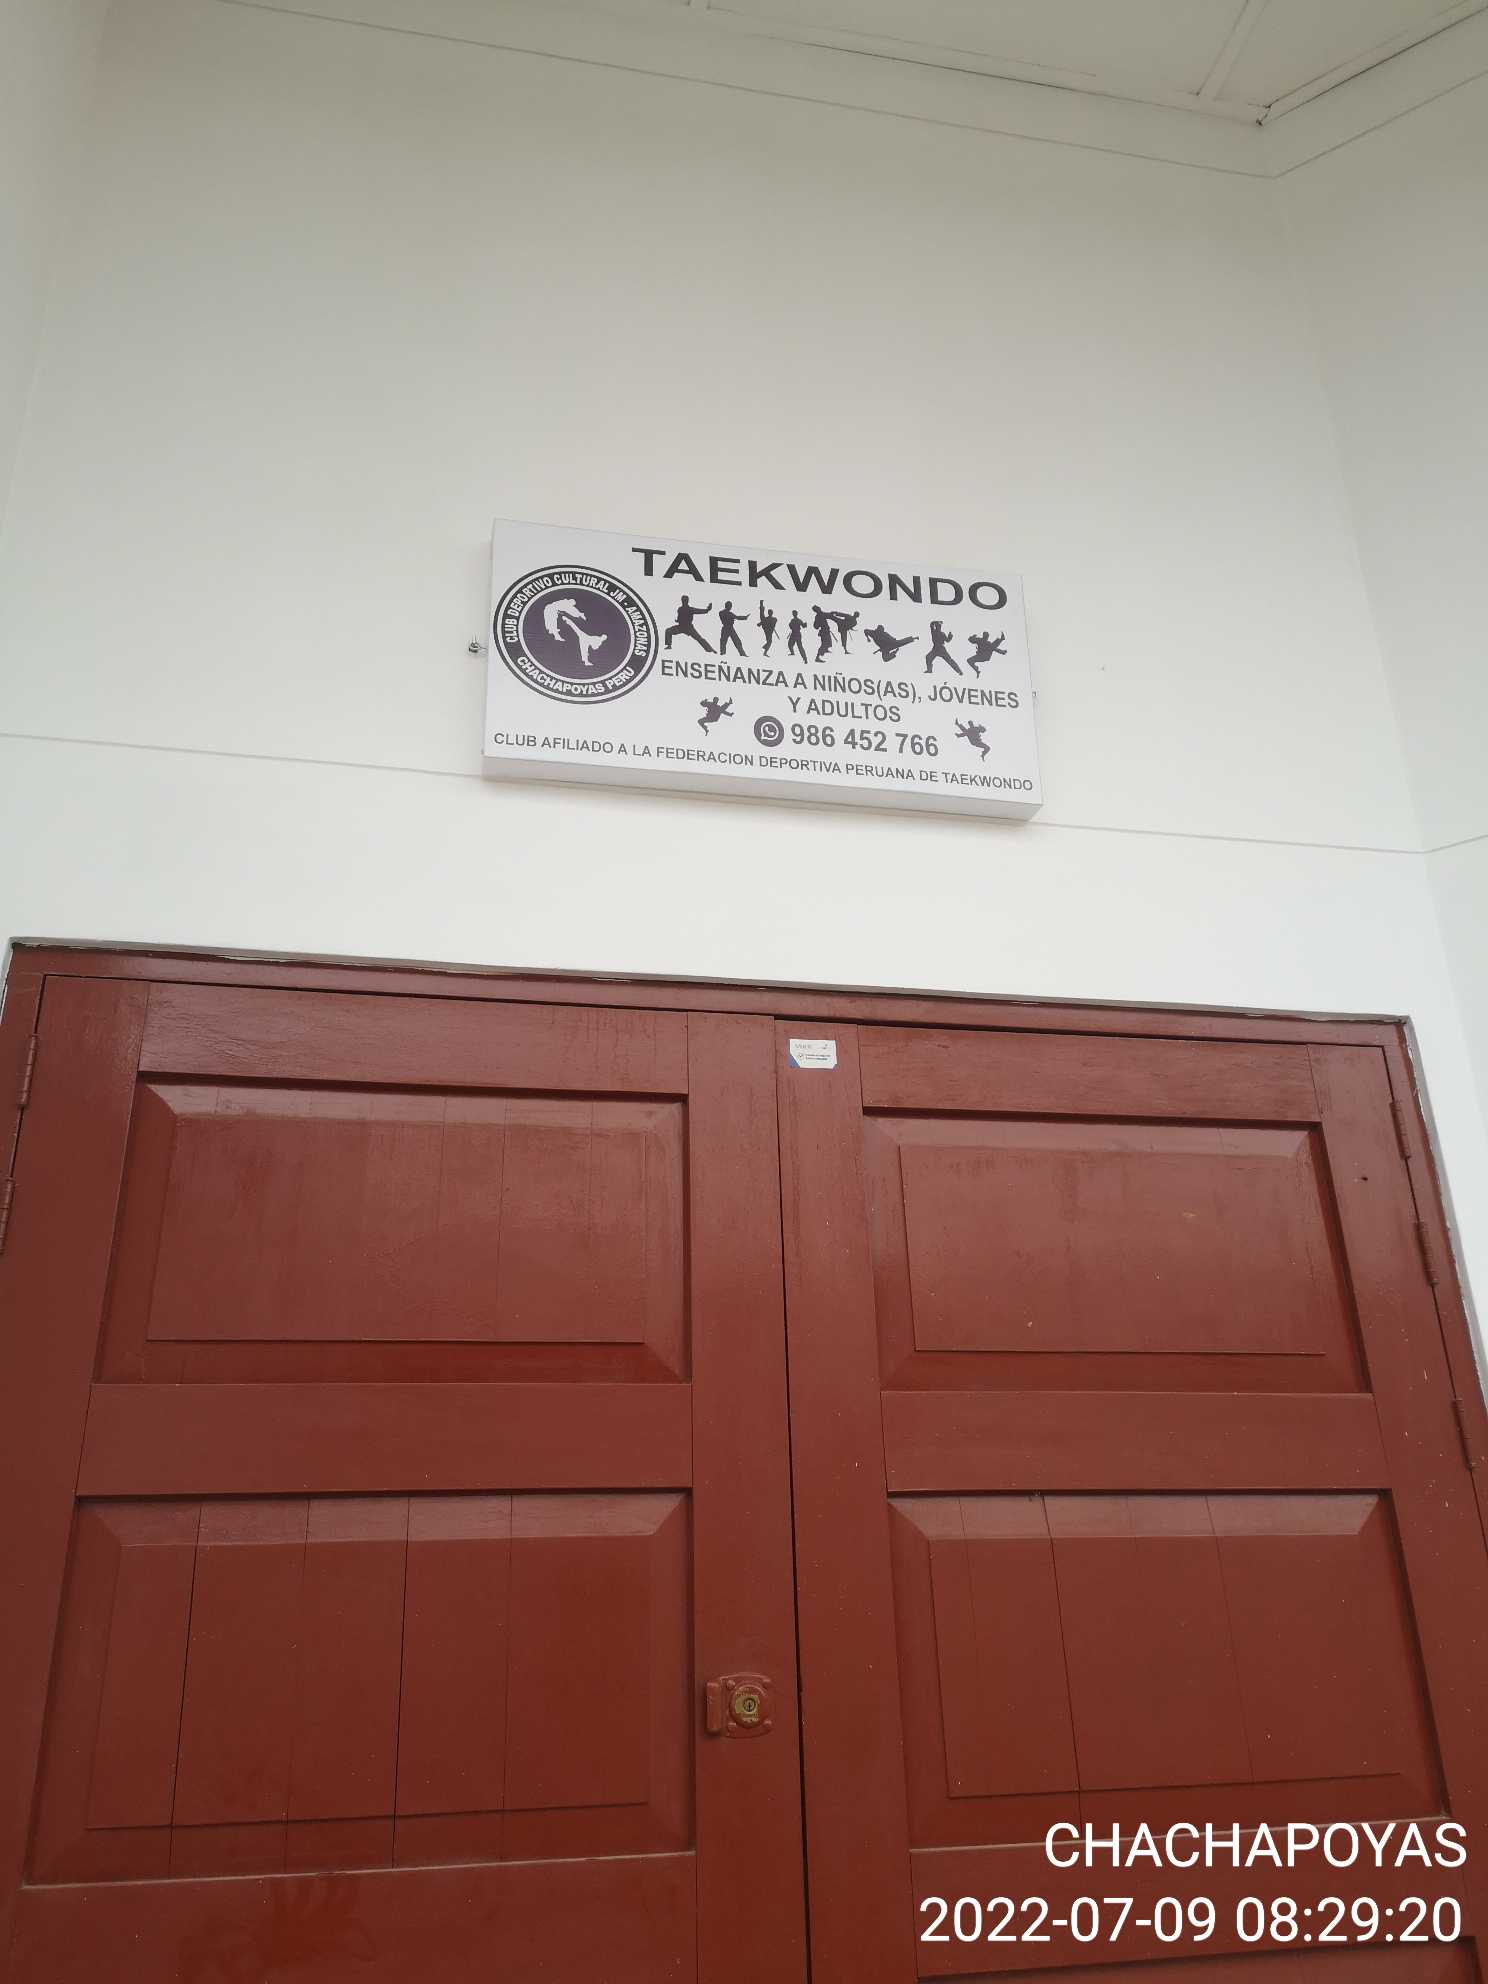 TAEKWONDO
CLUB DEPORTIVO CULTURAL JM - AMAZONAS
CHACHAPOYAS PERU
ENSEÑANZA A NIÑOS(AS), JÓVENES
Y ADULTOS
986 452 766
CLUB AFILIADO A LA FEDERACION DEPORTIVA PERUANA DE TAEKWONDO
CHACHAPOYAS
2022-07-09 08:29:20